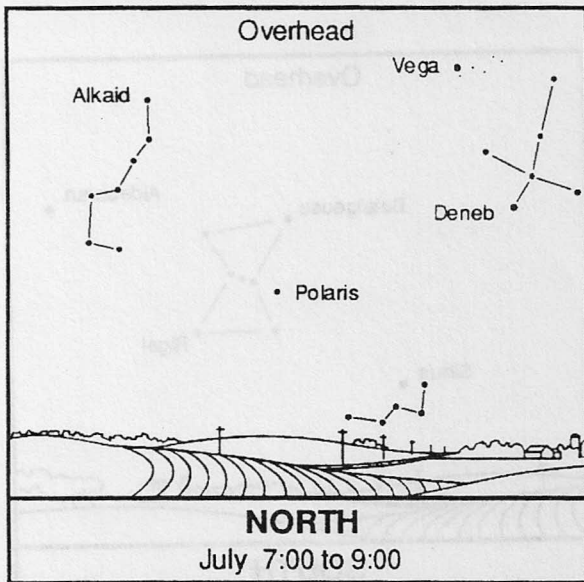 Overhead
Vega
Alkaid
Deneb
Polaris
NORTH
July 7:00 to 9:00